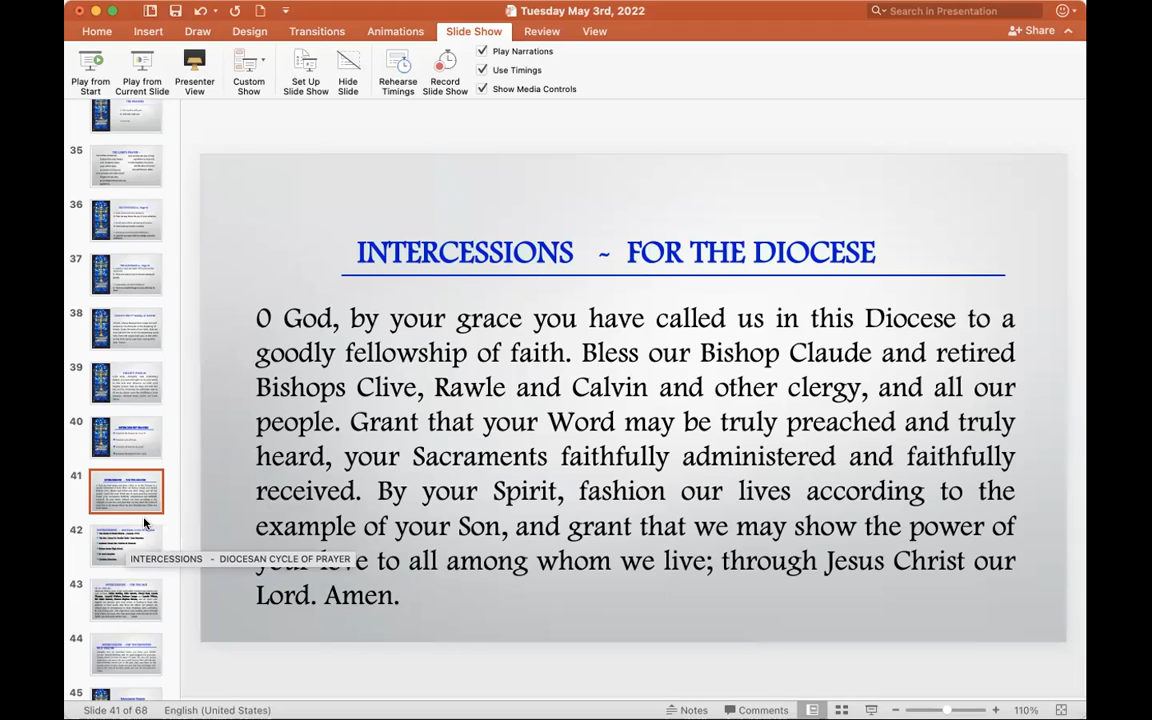 Tuesday May 3rd, 2022
Search in Presentation
Home Insert Draw Design Transitions Animations Slide Show Review View
Share
Play from Start
Play from Current Slide
Presenter View
Custom Show
Set Up Slide Show
Hide Slide
Rehearse Timings
Record Slide Show
Play Narrations
Use Timings
Show Media Controls
35
36
37
38
39
40
41
42
43
44
45
INTERCESSIONS - DIOCESAN CYCLE OF PRAYER
INTERCESSIONS ~ FOR THE DIOCESE
O God, by your grace you have called us in this Diocese to a
goodly fellowship of faith. Bless our Bishop Claude and retired
Bishops Clive, Rawle and Calvin and other clergy, and all our
people. Grant that your Word may be truly preached and truly
heard, your Sacraments faithfully administered and faithfully
received. By your Spirit, fashion our lives according to the
example of your Son, and grant that we may show the power of
your love to all among whom we live; through Jesus Christ our
Lord. Amen.
Slide 41 of 68
English (United States)
Notes
Comments
110%